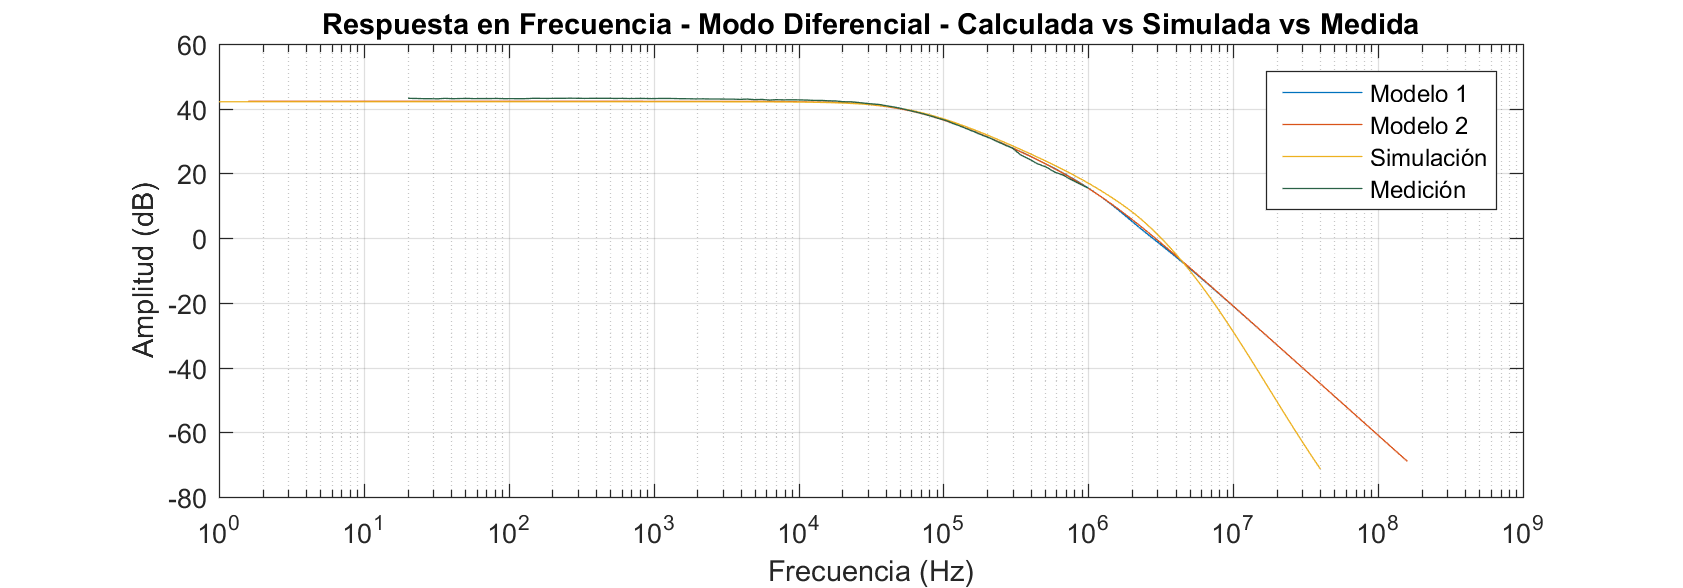 Respuesta en Frecuencia - Modo Diferencial - Calculada vs Simulada vs Medida
60
40
20
0
-20
-40
-60
-80
Amplitud (dB)
Modelo 1
Modelo 2
Simulación
Medición
10^0 10^1 10^2 10^3 10^4 10^5 10^6 10^7 10^8 10^9
Frecuencia (Hz)